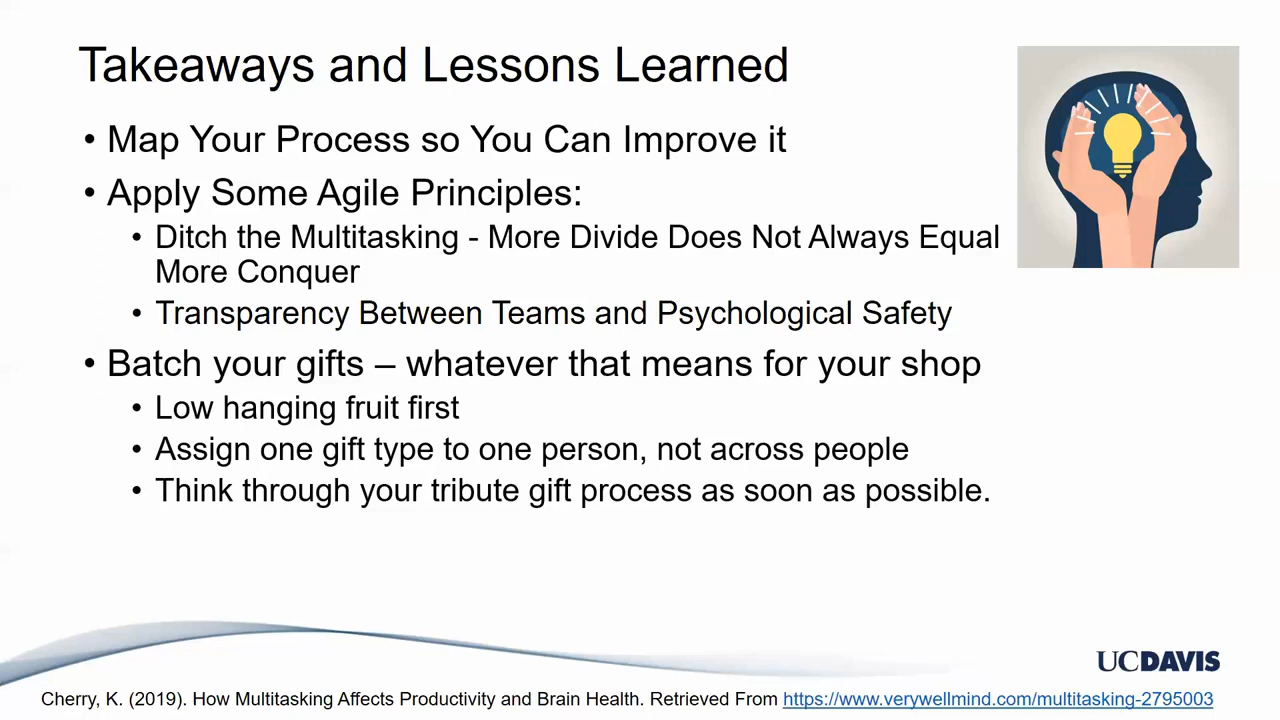 Takeaways and Lessons Learned
• Map Your Process so You Can Improve it
• Apply Some Agile Principles:
• Ditch the Multitasking - More Divide Does Not Always Equal
More Conquer
• Transparency Between Teams and Psychological Safety
• Batch your gifts – whatever that means for your shop
• Low hanging fruit first
• Assign one gift type to one person, not across people
• Think through your tribute gift process as soon as possible.
UCDAVIS
Cherry, K. (2019). How Multitasking Affects Productivity and Brain Health. Retrieved From https://www.verywellmind.com/multitasking-2795003